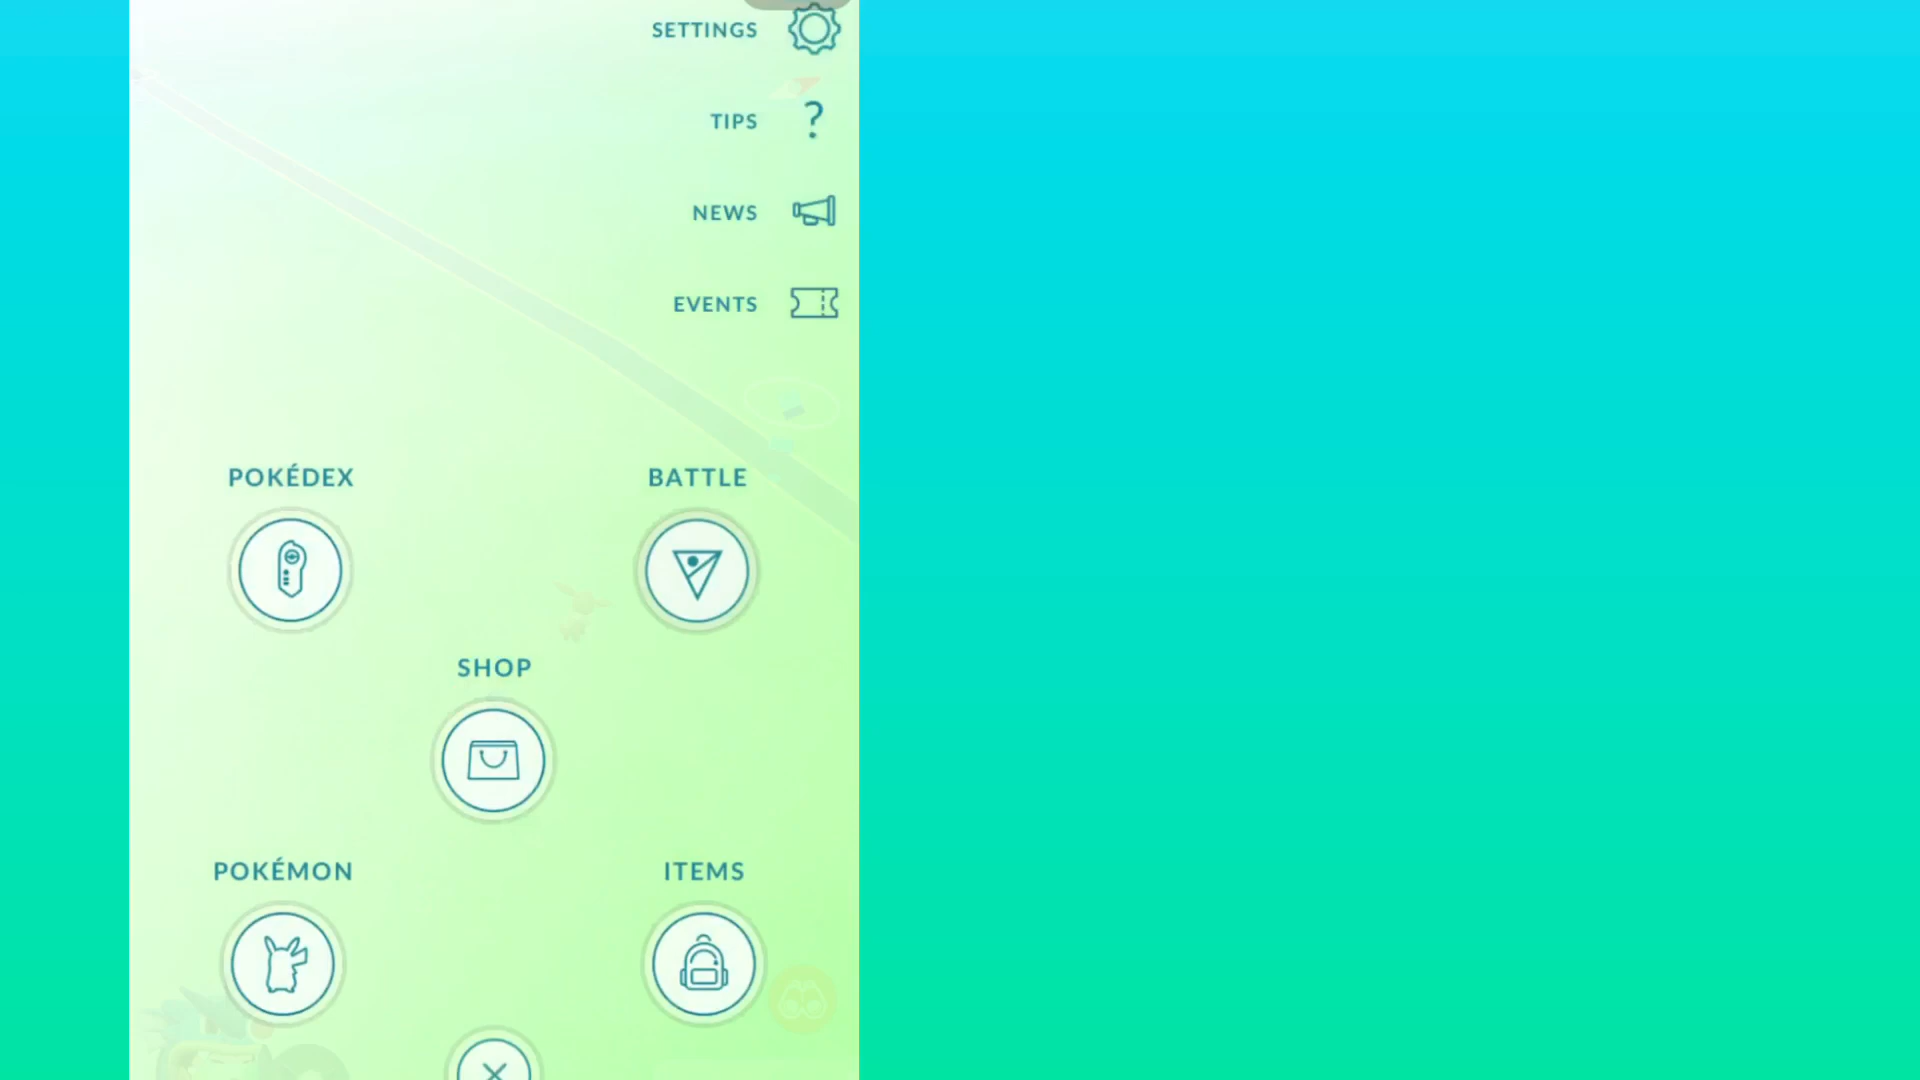 SETTINGS
TIPS
NEWS
EVENTS
POKÉDEX
BATTLE
SHOP
POKÉMON
ITEMS